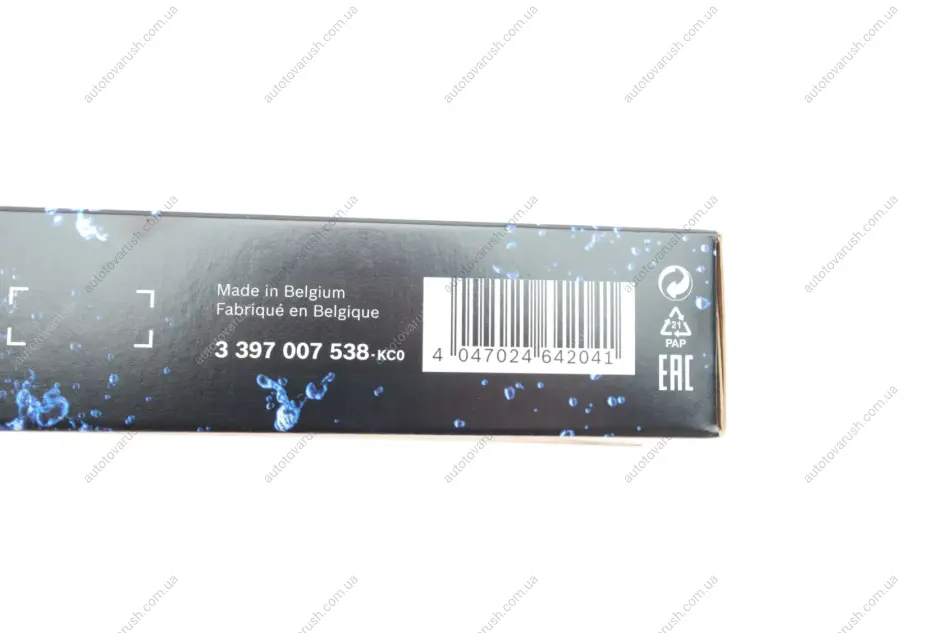 Made in Belgium
Fabriqué en Belgique
3 397 007 538-KC0
4 047024 642041
21
PAP
EAC
autotovarush.com.ua